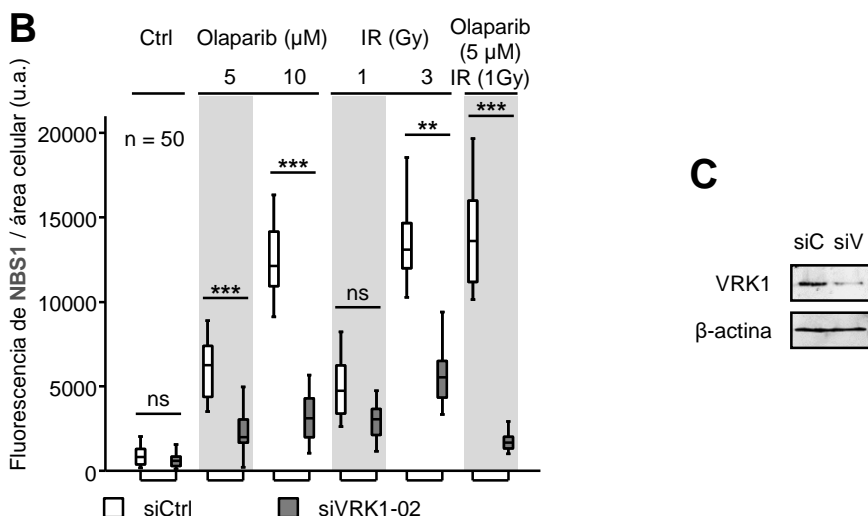 B
Ctrl
Olaparib (µM)
IR (Gy)
Olaparib
(5 µM)
IR (1Gy)
5
10
1
3
n = 50
ns
***
***
ns
**
***
20000
15000
10000
5000
0
Fluorescencia de NBS1 / área celular (u.a.)
siCtrl
siVRK1-02
C
siC siV
VRK1
β-actina